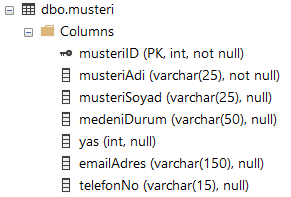 dbo.musteri
Columns
musteriID (PK, int, not null)
musteriAdi (varchar(25), not null)
musteriSoyad (varchar(25), null)
medeniDurum (varchar(50), null)
yas (int, null)
emailAdres (varchar(150), null)
telefonNo (varchar(15), null)